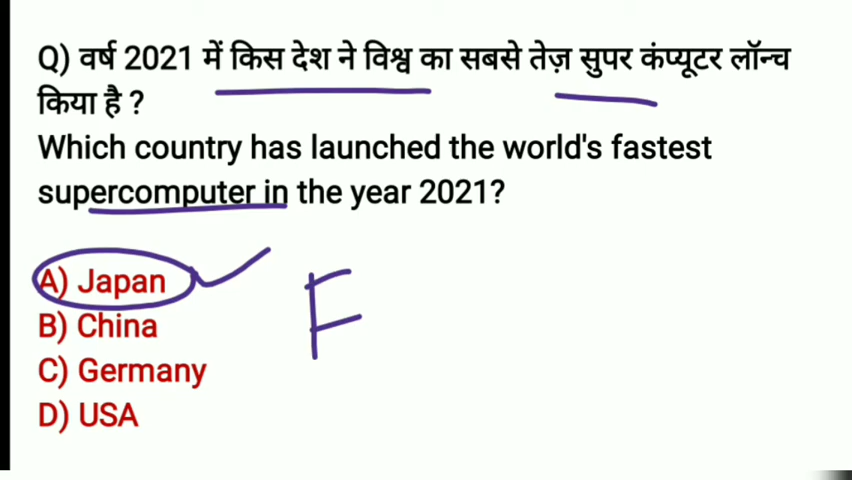 Q) वर्ष 2021 में किस देश ने विश्व का सबसे तेज़ सुपर कंप्यूटर लॉन्च
किया है ?
Which country has launched the world's fastest
supercomputer in the year 2021?
A) Japan
B) China
C) Germany
D) USA
F